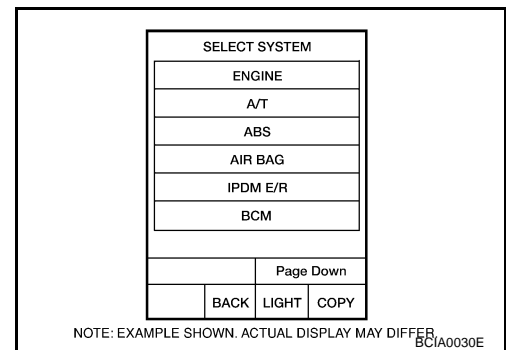 SELECT SYSTEM
ENGINE
A/T
ABS
AIR BAG
IPDM E/R
BCM
Page Down
BACK LIGHT COPY
NOTE: EXAMPLE SHOWN. ACTUAL DISPLAY MAY DIFFER.
BCIA0030E